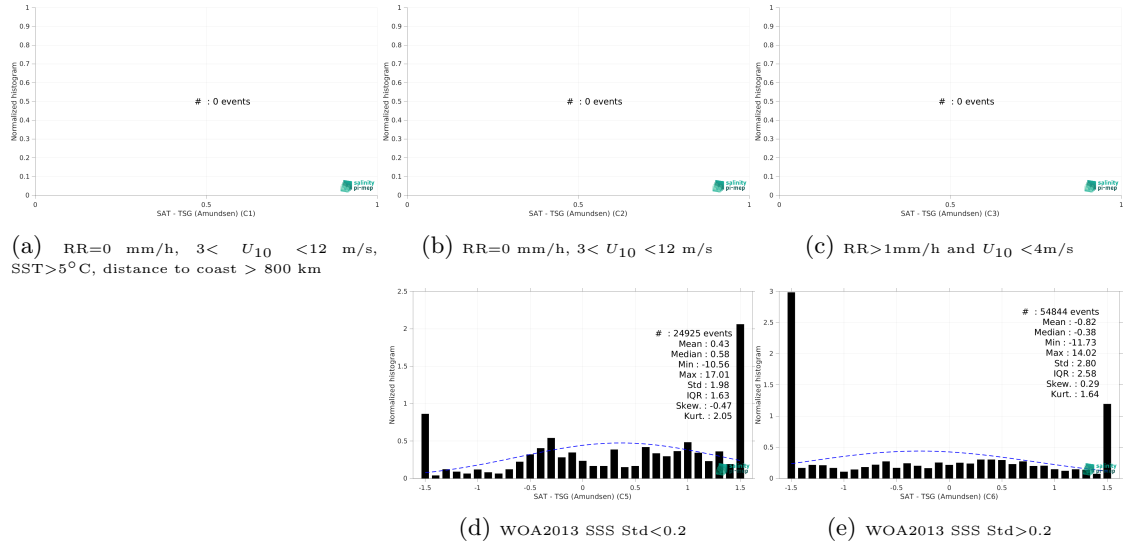 1
0.9
0.8
0.7
0.6
0.5
0.4
0.3
0.2
0.1
0
Normalized histogram
# : 0 events
salinity
pi-mep
0 0.5 1
SAT - TSG (Amundsen) (C1)
(a) RR=0 mm/h, 3< U10 <12 m/s,
SST>5°C, distance to coast > 800 km
1
0.9
0.8
0.7
0.6
0.5
0.4
0.3
0.2
0.1
0
Normalized histogram
# : 0 events
salinity
pi-mep
0 0.5 1
SAT - TSG (Amundsen) (C2)
(b) RR=0 mm/h, 3< U10 <12 m/s
1
0.9
0.8
0.7
0.6
0.5
0.4
0.3
0.2
0.1
0
Normalized histogram
# : 0 events
salinity
pi-mep
0 0.5 1
SAT - TSG (Amundsen) (C3)
(c) RR>1mm/h and U10 <4m/s
2.5
2
1.5
1
0.5
0
Normalized histogram
# : 24925 events
Mean : 0.43
Median : 0.58
Min : -10.56
Max : 17.01
Std : 1.98
IQR : 1.63
Skew. : -0.47
Kurt. : 2.05
salinity
pi-mep
-1.5 -1 -0.5 0 0.5 1 1.5
SAT - TSG (Amundsen) (C5)
(d) WOA2013 SSS Std<0.2
3
2.5
2
1.5
1
0.5
0
Normalized histogram
# : 54844 events
Mean : -0.82
Median : -0.38
Min : -11.73
Max : 14.02
Std : 2.80
IQR : 2.58
Skew. : 0.29
Kurt. : 1.64
salinity
pi-mep
-1.5 -1 -0.5 0 0.5 1 1.5
SAT - TSG (Amundsen) (C6)
(e) WOA2013 SSS Std>0.2